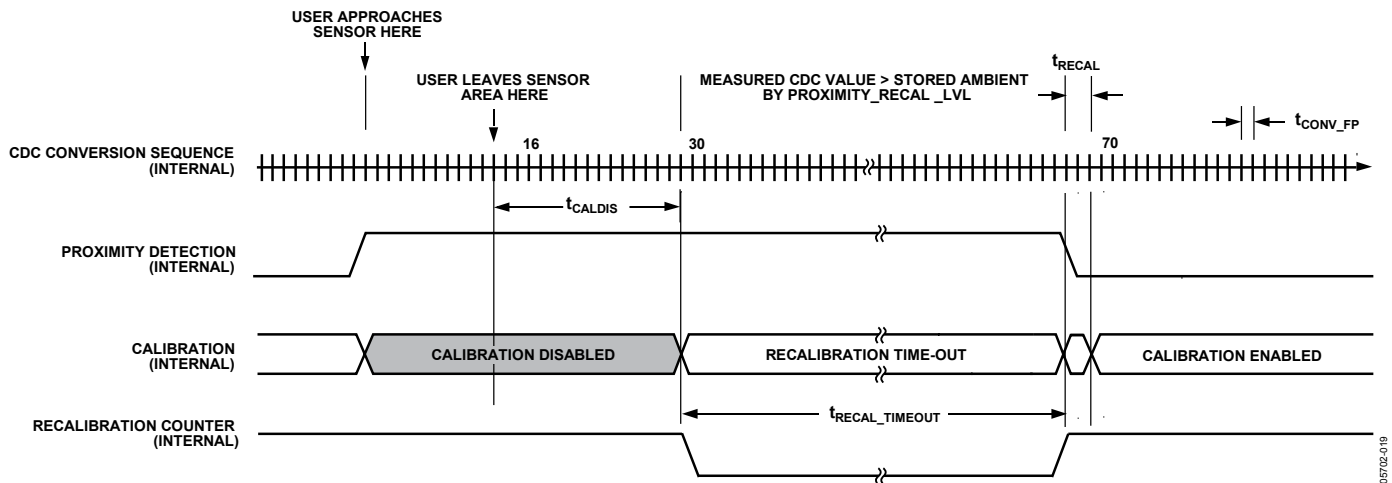 USER APPROACHES
SENSOR HERE
USER LEAVES SENSOR
AREA HERE
MEASURED CDC VALUE > STORED AMBIENT
BY PROXIMITY_RECAL _LVL
tRECAL
tCONV_FP
CDC CONVERSION SEQUENCE
(INTERNAL)
16
30
70
tCALDIS
PROXIMITY DETECTION
(INTERNAL)
CALIBRATION
(INTERNAL)
CALIBRATION DISABLED
RECALIBRATION TIME-OUT
CALIBRATION ENABLED
tRECAL_TIMEOUT
RECALIBRATION COUNTER
(INTERNAL)
05702-019